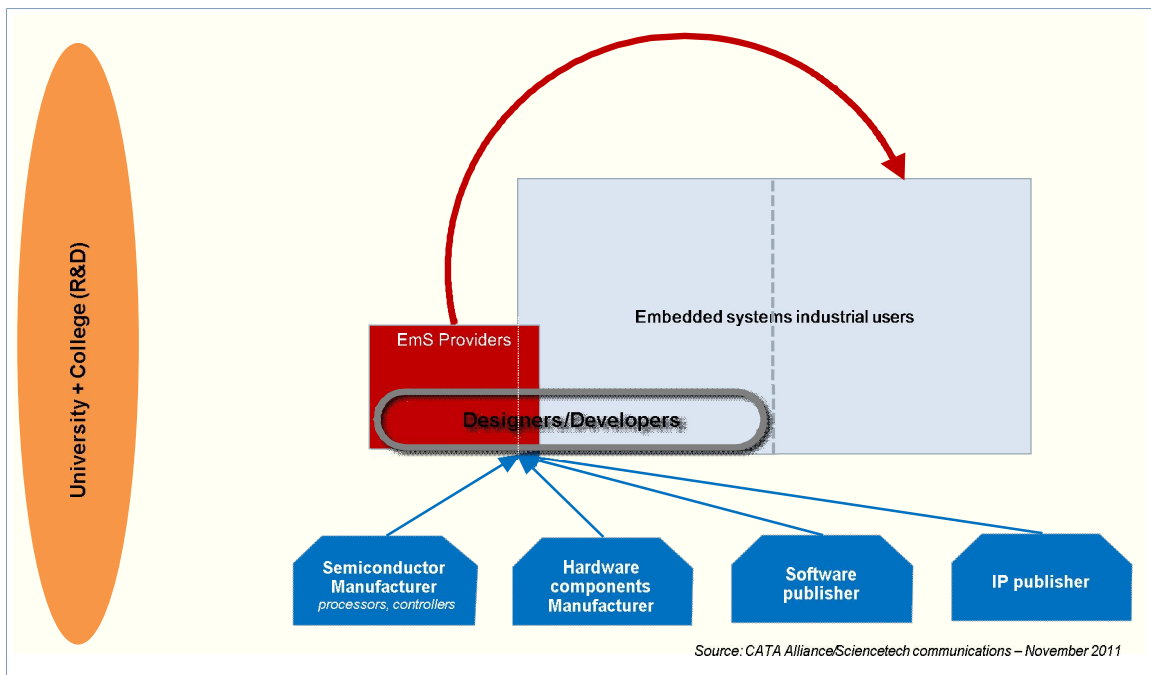 University + College (R&D)
Embedded systems industrial users
EmS Providers
Designers/Developers
Semiconductor
Manufacturer
processors, controllers
Hardware
components
Manufacturer
Software
publisher
IP publisher
Source: CATA Alliance/Sciencetech communications – November 2011